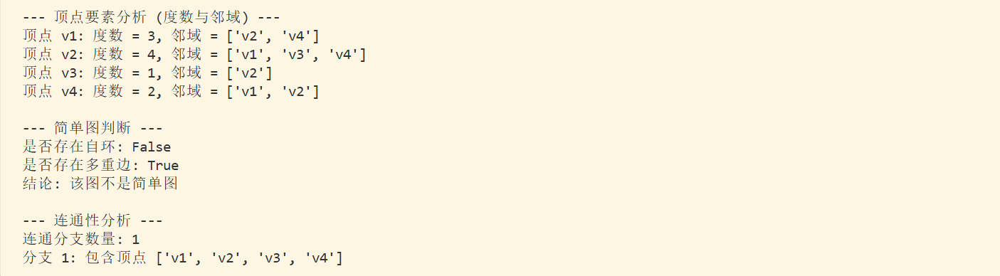 --- 顶点要素分析 (度数与邻域) ---
顶点 v1: 度数 = 3, 邻域 = ['v2', 'v4']
顶点 v2: 度数 = 4, 邻域 = ['v1', 'v3', 'v4']
顶点 v3: 度数 = 1, 邻域 = ['v2']
顶点 v4: 度数 = 2, 邻域 = ['v1', 'v2']
--- 简单图判断 ---
是否存在自环: False
是否存在多重边: True
结论: 该图不是简单图
--- 连通性分析 ---
连通分支数量: 1
分支 1: 包含顶点 ['v1', 'v2', 'v3', 'v4']